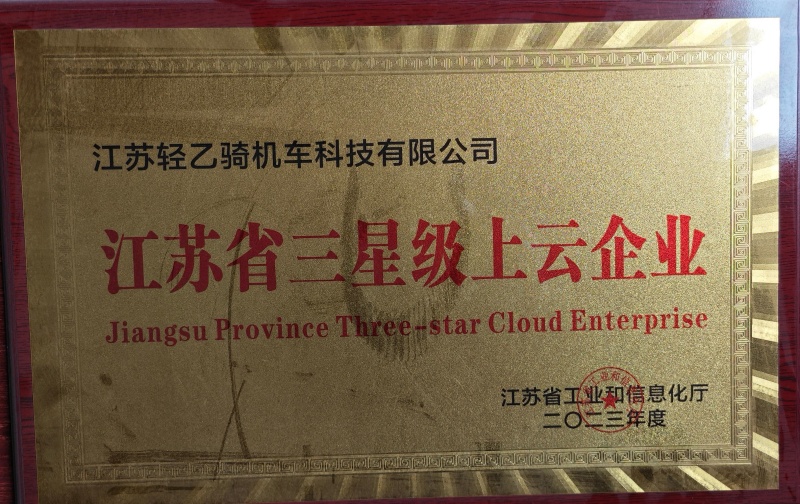 江苏轻乙骑机车科技有限公司
江苏省三星级上云企业
Jiangsu Province Three-star Cloud Enterprise
江苏省工业和信息化厅
二〇二三年度